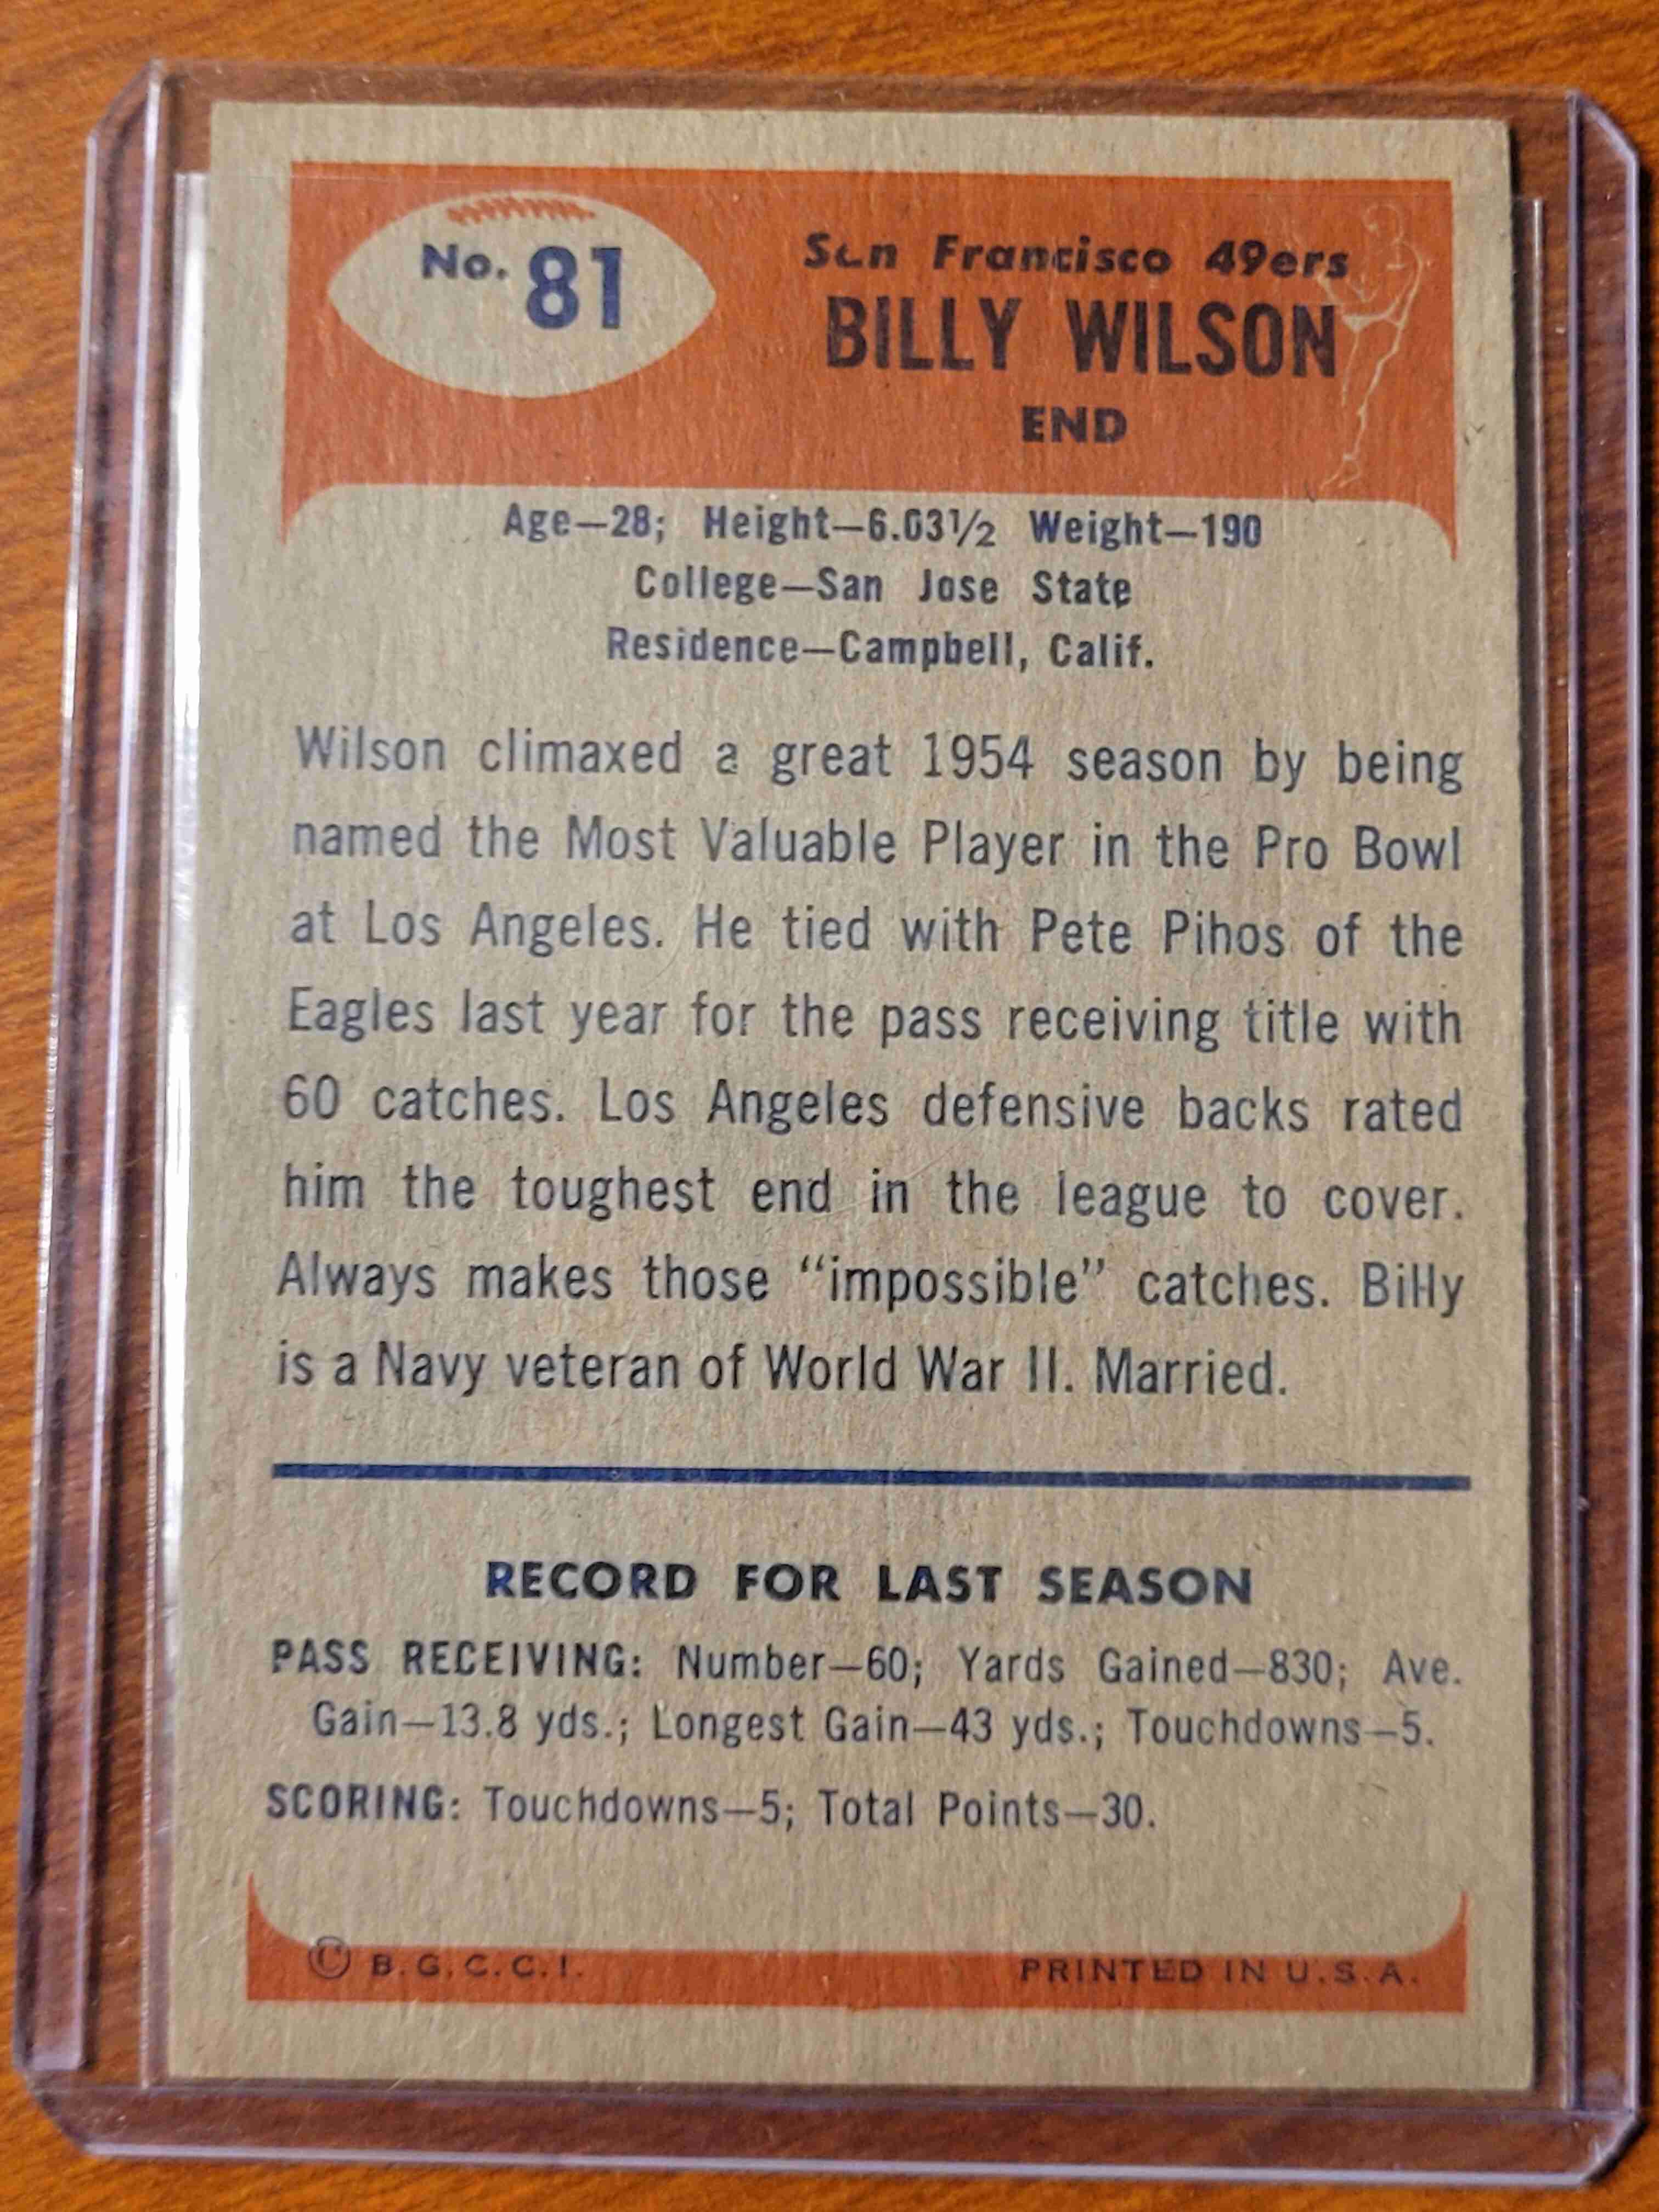 No. 81
San Francisco 49ers
BILLY WILSON
END
Age—28; Height—6.03½ Weight—190
College—San Jose State
Residence—Campbell, Calif.
Wilson climaxed a great 1954 season by being
named the Most Valuable Player in the Pro Bowl
at Los Angeles. He tied with Pete Pihos of the
Eagles last year for the pass receiving title with
60 catches. Los Angeles defensive backs rated
him the toughest end in the league to cover.
Always makes those “impossible” catches. Billy
is a Navy veteran of World War II. Married.
RECORD FOR LAST SEASON
PASS RECEIVING: Number—60; Yards Gained—830; Ave.
Gain—13.8 yds.; Longest Gain—43 yds.; Touchdowns—5.
SCORING: Touchdowns—5; Total Points—30.
© B.G.C.C.I. PRINTED IN U.S.A.